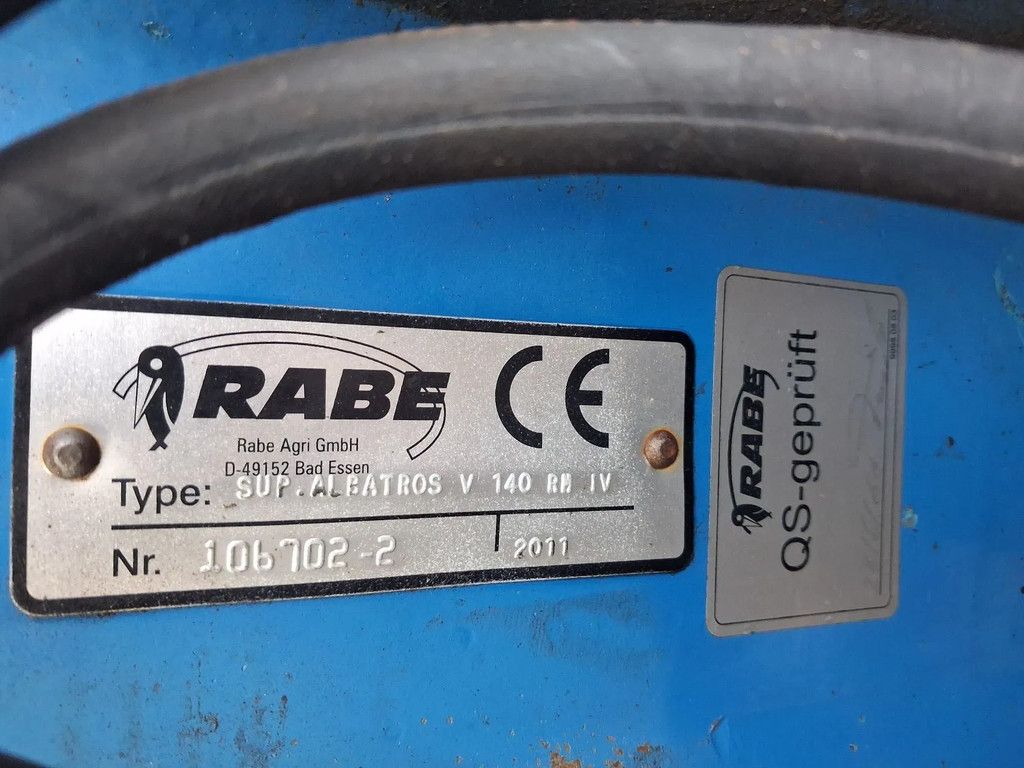 RABE
CE
Rabe Agri GmbH
D-49152 Bad Essen
Type: SUP.ALBATROS V 140 RM IV
Nr. 106702-2 2011
RABE
QS-geprüft